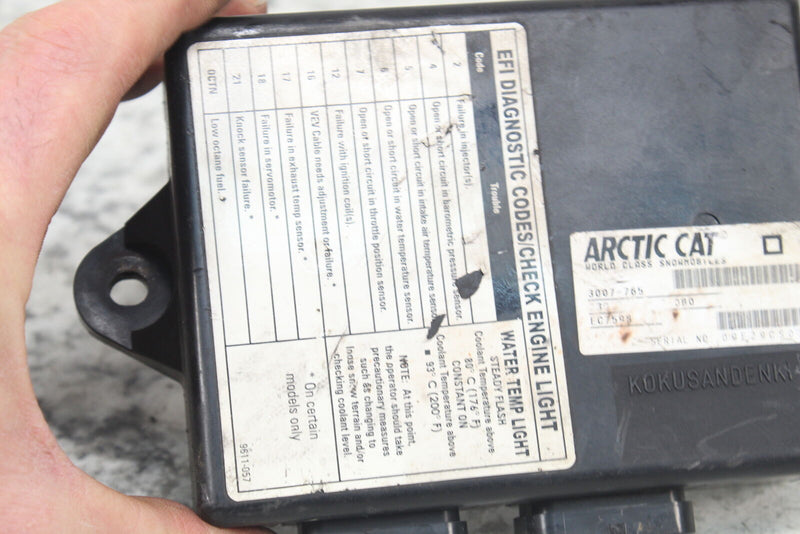 EFI DIAGNOSTIC CODES/CHECK ENGINE LIGHT
Code Trouble
2 Failure in injector(s).
4 Open or short circuit in barometric pressure sensor.
5 Open or short circuit in intake air temperature sensor.
6 Open or short circuit in water temperature sensor.
7 Open or short circuit in throttle position sensor.
12 Failure with ignition coil(s).
16 V2V Cable needs adjustment or failure. *
17 Failure in exhaust temp sensor. *
18 Failure in servomotor. *
21 Knock sensor failure. *
OCTN Low octane fuel. *
WATER TEMP LIGHT
STEADY FLASH
Coolant Temperature above
80° C (176° F)
CONSTANT ON
Coolant Temperature above
93° C (200° F)
NOTE: At this point,
the operator should take
precautionary measures
such as changing to
loose snow terrain and/or
checking coolant level.
* On certain
models only
9611-057
ARCTIC CAT
WORLD CLASS SNOWMOBILES
3007-765
080
SERIAL NO
KOKUSANDENKI